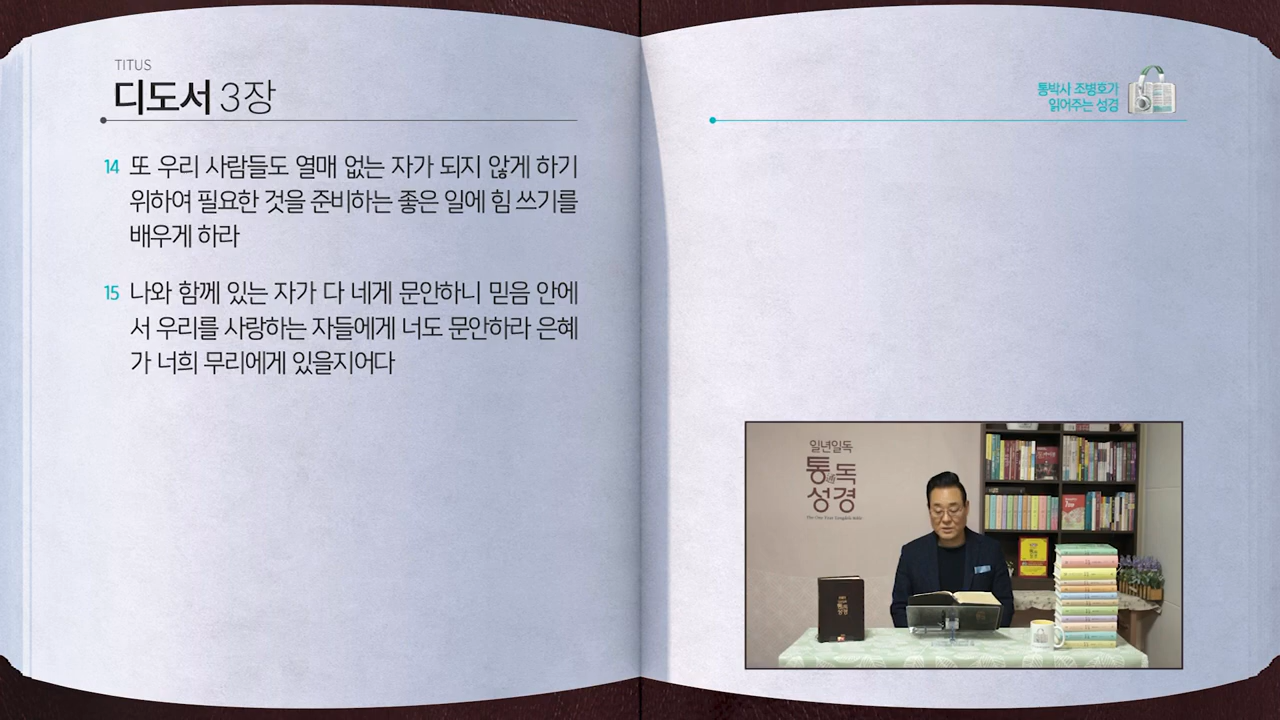 TITUS
디도서 3장
14 또 우리 사람들도 열매 없는 자가 되지 않게 하기
위하여 필요한 것을 준비하는 좋은 일에 힘 쓰기를
배우게 하라
15 나와 함께 있는 자가 다 네게 문안하니 믿음 안에
서 우리를 사랑하는 자들에게 너도 문안하라 은혜
가 너희 무리에게 있을지어다
통박사 조병호가
읽어주는 성경
일년일독
통독
성경
The One Year Tongdok Bible